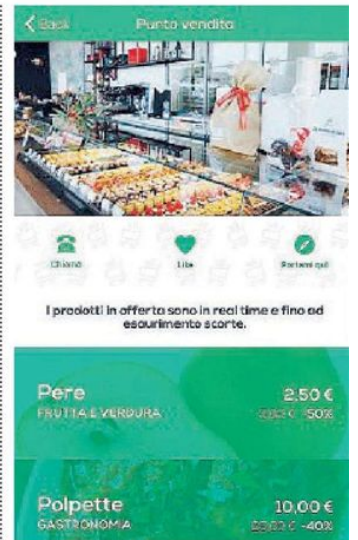 Back Punto vendita
Chiama Like Portami qui
I prodotti in offerta sono in real time e fino ad
esaurimento scorte.
Pere 2,50 €
FRUTTA E VERDURA -50%
Polpette 10,00 €
GASTRONOMIA -40%